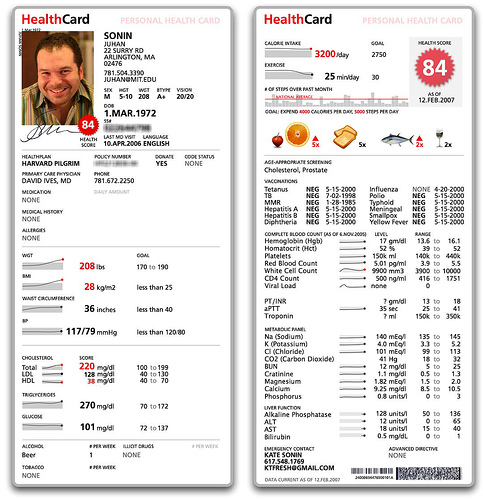 HealthCard PERSONAL HEALTH CARD
SONIN
JUHAN
22 SURRY RD
ARLINGTON, MA
02476
781.504.3390
JUHAN@MIT.EDU
SEX HT WGT BTYPE VISION
M 5-10 208 A+ 20/20
DOB
1.MAR.1972
SS#
LAST MD VISIT LANGUAGE
10.APR.2006 ENGLISH
84
HEALTH
SCORE
HEALTHPLAN POLICY NUMBER DONATE CODE STATUS
HARVARD PILGRIM YES NONE
PRIMARY CARE PHYSICIAN PHONE
DAVID IVES, MD 781.672.2250
MEDICATION DAILY AMOUNT
NONE
MEDICAL HISTORY
NONE
ALLERGIES
NONE
WGT GOAL
208 lbs 170 to 190
BMI
28 kg/m2 less than 25
WAIST CIRCUMFERENCE
36 inches less than 40
BP
117/79 mmHg less than 120/80
CHOLESTEROL SCORE
Total 220 mg/dl 100 to 199
LDL 128 mg/dl 40 to 130
HDL 38 mg/dl 40 to 70
TRIGLYCERIDES
270 mg/dl 70 to 172
GLUCOSE
101 mg/dl 72 to 137
ALCOHOL # PER WEEK ILLICIT DRUGS # PER WEEK
Beer 1 NONE
TOBACCO # PER WEEK
NONE
HealthCard PERSONAL HEALTH CARD
CALORIE INTAKE GOAL
3200/day 2750
EXERCISE
25 min/day 30
# OF STEPS OVER PAST MONTH
NATIONAL AVERAGE
HEALTH SCORE
84
AS OF
12.FEB.2007
GOAL: EXPEND 4000 CALORIES PER DAY, 5000 STEPS PER DAY
5x 5x 5x 2x
AGE-APPROPRIATE SCREENING
Cholesterol, Prostate
VACCINATIONS
Tetanus NEG 5-15-2000 Influenza NONE 4-20-2000
TB NEG 7-02-1998 Polio NEG 5-15-2000
MMR NEG 1-28-1985 Typhoid NEG 5-15-2000
Hepatitis A NEG 5-15-2000 Meningeal NEG 5-15-2000
Hepatitis B NEG 5-15-2000 Smallpox NEG 5-15-2000
Diphtheria NEG 5-15-2000 Yellow Fever NEG 5-15-2000
COMPLETE BLOOD COUNT (AS OF 6.NOV.2005) LEVEL RANGE
Hemoglobin (Hgb) 17 gm/dl 13.6 to 16.1
Homatocrit (Hct) 52 % 39 to 52
Platelets 150k ml 140k to 440k
Red Blood Count 5.01 pg/ml 3.9 to 5.5
White Cell Count 9900 mm3 3900 to 10000
CD4 Count 500 ng/ml 416 to 1751
Viral Load none 0
PT/INR ? gm/dl 13 to 18
aPTT 35 sec 25 to 41
Troponin ? ml 150k to 350k
METABOLIC PANEL
Na (Sodium) 140 mEq/l 135 to 145
K (Potassium) 4.0 mEq/l 3.3 to 5.2
Cl (Chloride) 101 mEq/l 99 to 113
CO2 (Carbon Dioxide) 41 Hg 18 to 32
BUN 12 mg/dl 5 to 25
Cratinine 1.1 mg/dl 0.5 to 1.3
Magnesium 1.82 mEq/l 1.5 to 2.0
Calcium 9.25 mg/dl 8.5 to 10.5
Phosphorus 0.8 units/l 0 to 3
LIVER FUNCTION
Alkaline Phosphatase 128 units/l 50 to 136
ALT 12 units/l 0 to 65
AST 18 units/l 15 to 40
Bilirubin 0.5 mg/dL 0 to 1
EMERGENCY CONTACT ADVANCED DIRECTIVE
KATE SONIN NONE
617.548.1769
KTFRESH@GMAIL.COM
DATA CURRENT AS OF 12.FEB.2007